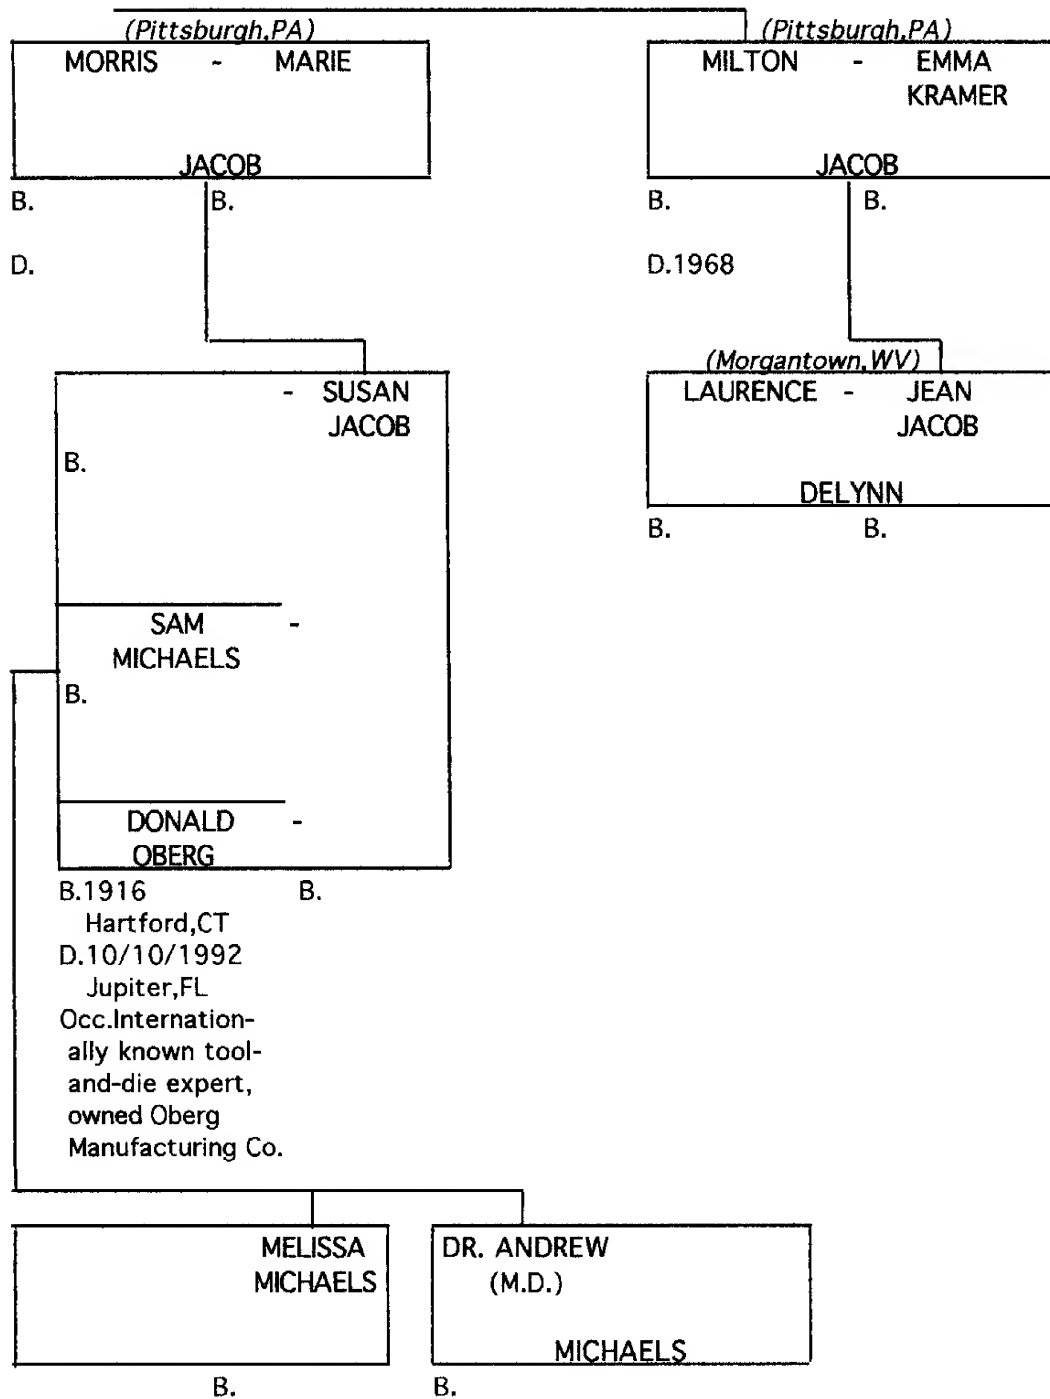 (Pittsburgh,PA)
MORRIS - MARIE
JACOB
B. B.
D.
(Pittsburgh,PA)
MILTON - EMMA
KRAMER
JACOB
B. B.
D.1968
- SUSAN
JACOB
B.
SAM -
MICHAELS
B.
DONALD -
OBERG
B.1916 B.
Hartford,CT
D.10/10/1992
Jupiter,FL
Occ.Internation-
ally known tool-
and-die expert,
owned Oberg
Manufacturing Co.
(Morgantown,WV)
LAURENCE - JEAN
JACOB
DELYNN
B. B.
MELISSA
MICHAELS
B.
DR. ANDREW
(M.D.)
MICHAELS
B.